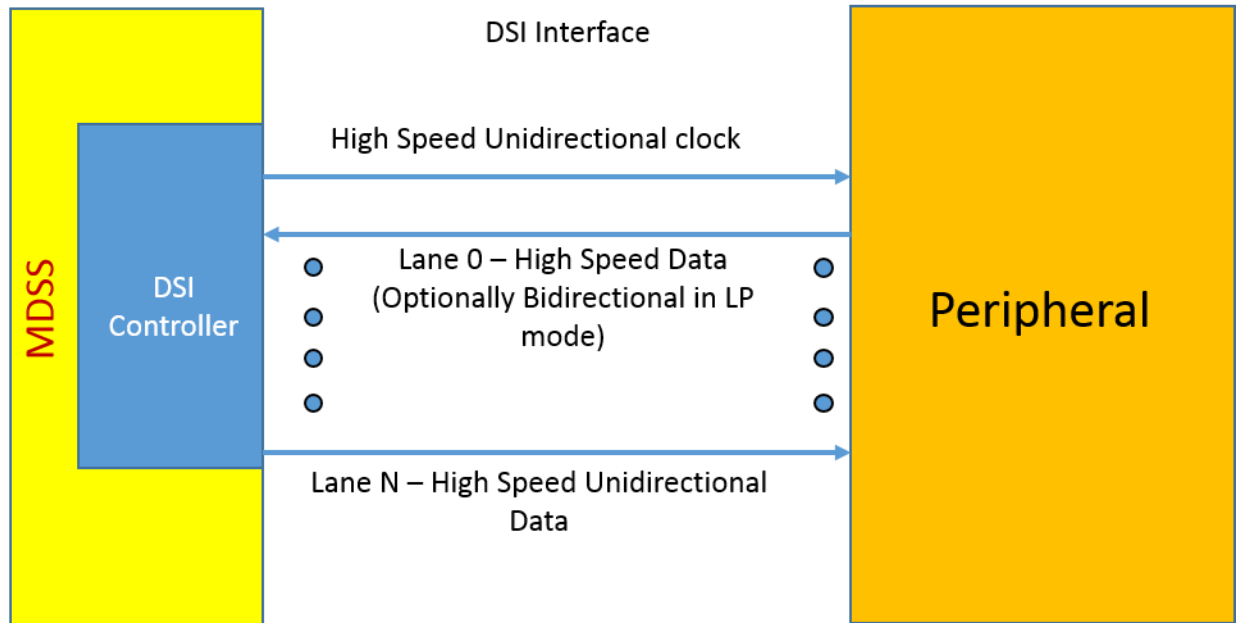 DSI Interface
High Speed Unidirectional clock
Lane 0 – High Speed Data
(Optionally Bidirectional in LP
mode)
MDSS
DSI
Controller
Peripheral
Lane N – High Speed Unidirectional
Data